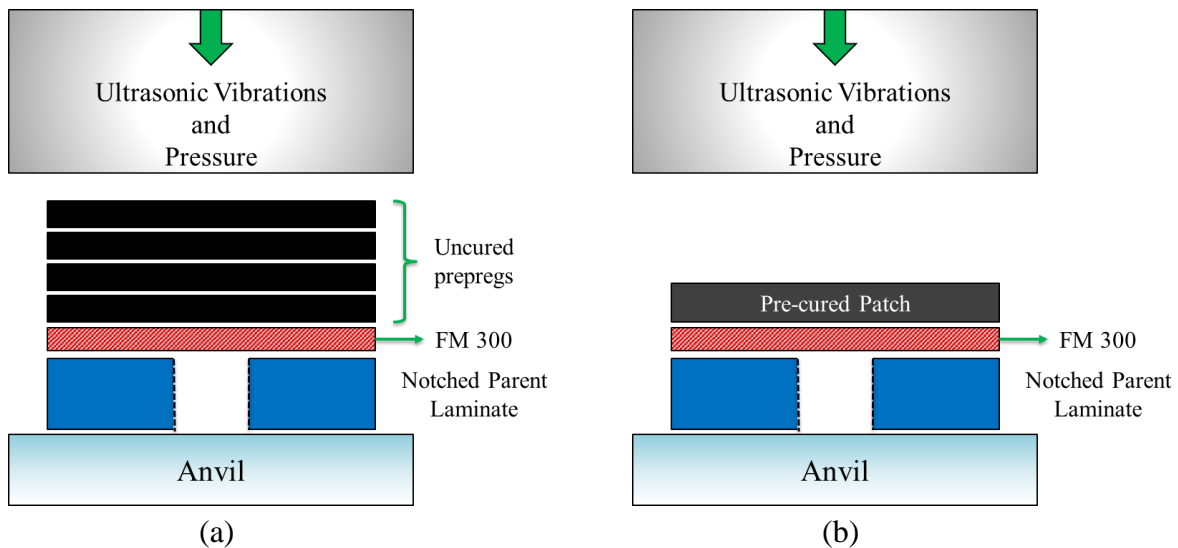 Ultrasonic Vibrations
and
Pressure
Uncured
prepregs
FM 300
Notched Parent
Laminate
Anvil
(a)
Ultrasonic Vibrations
and
Pressure
Pre-cured Patch
FM 300
Notched Parent
Laminate
Anvil
(b)